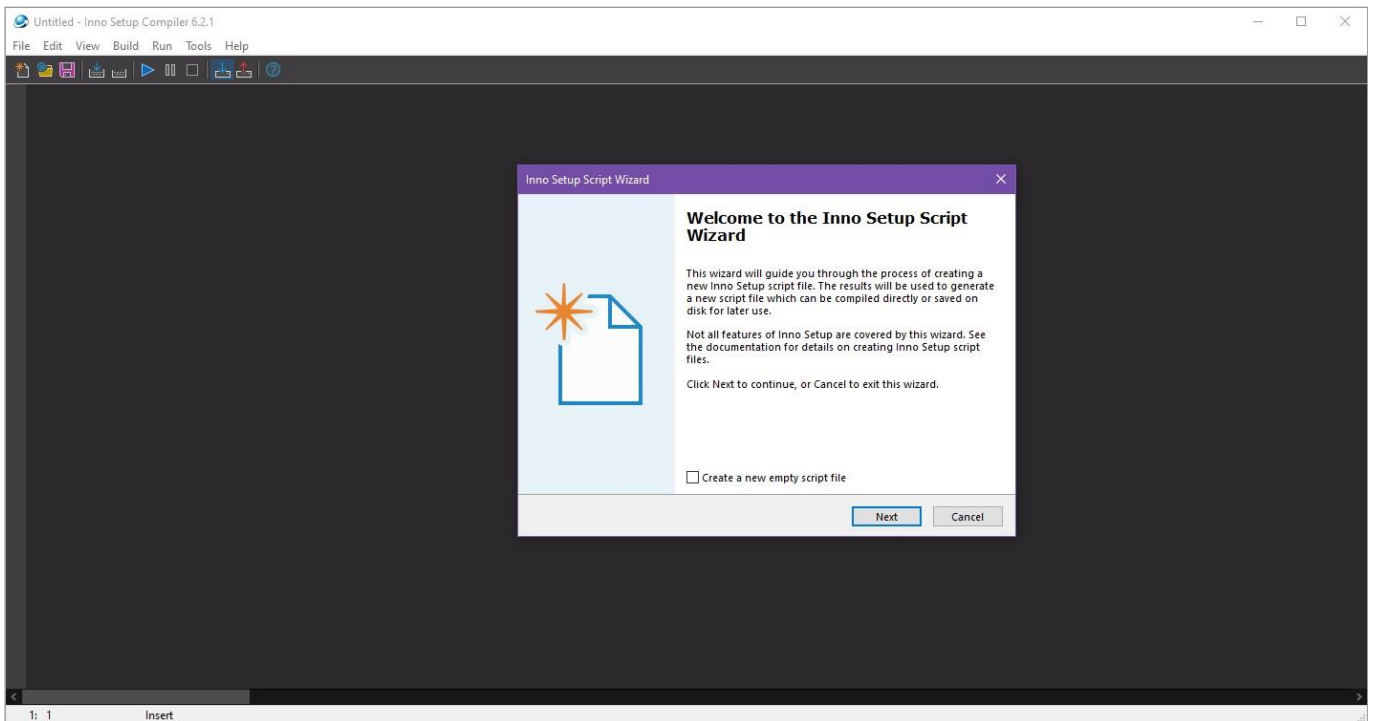 Untitled - Inno Setup Compiler 6.2.1
File Edit View Build Run Tools Help
Inno Setup Script Wizard
Welcome to the Inno Setup Script
Wizard
This wizard will guide you through the process of creating a
new Inno Setup script file. The results will be used to generate
a new script file which can be compiled directly or saved on
disk for later use.
Not all features of Inno Setup are covered by this wizard. See
the documentation for details on creating Inno Setup script
files.
Click Next to continue, or Cancel to exit this wizard.
Create a new empty script file
Next Cancel
1: 1 Insert